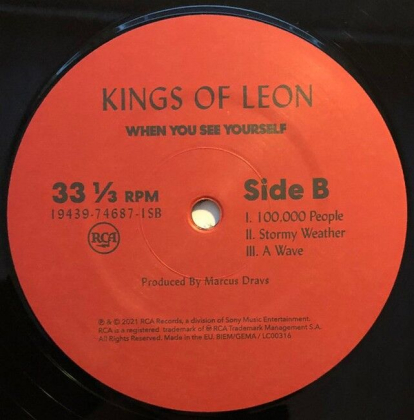 KINGS OF LEON
WHEN YOU SEE YOURSELF
33 ⅓ RPM
19439-74687-1SB
RCA
Side B
I. 100,000 People
II. Stormy Weather
III. A Wave
Produced By Marcus Dravs
℗ & © 2021 RCA Records, a division of Sony Music Entertainment.
RCA is a registered trademark of ® RCA Trademark Management S.A.
All Rights Reserved. Made in the EU. BIEM/GEMA / LC00316